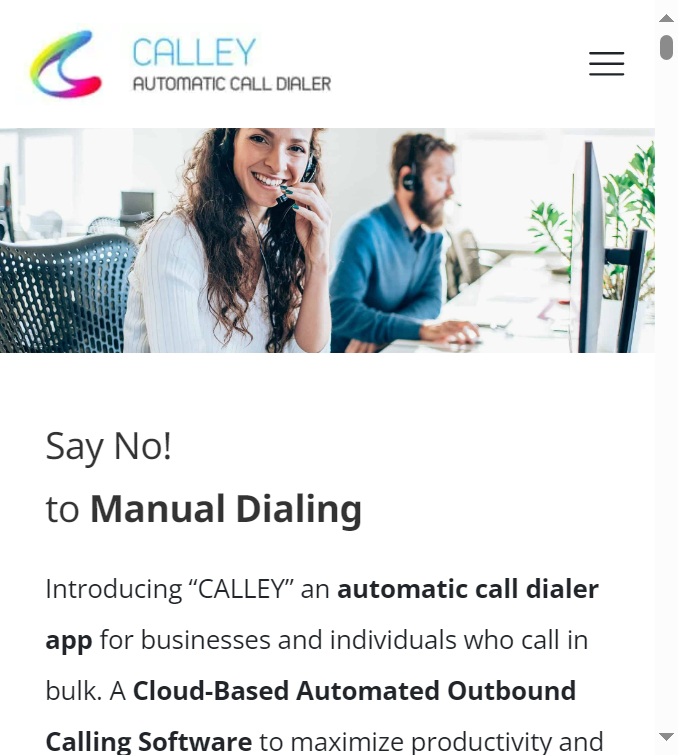 CALLEY
AUTOMATIC CALL DIALER
Say No!
to Manual Dialing
Introducing “CALLEY” an automatic call dialer
app for businesses and individuals who call in
bulk. A Cloud-Based Automated Outbound
Calling Software to maximize productivity and